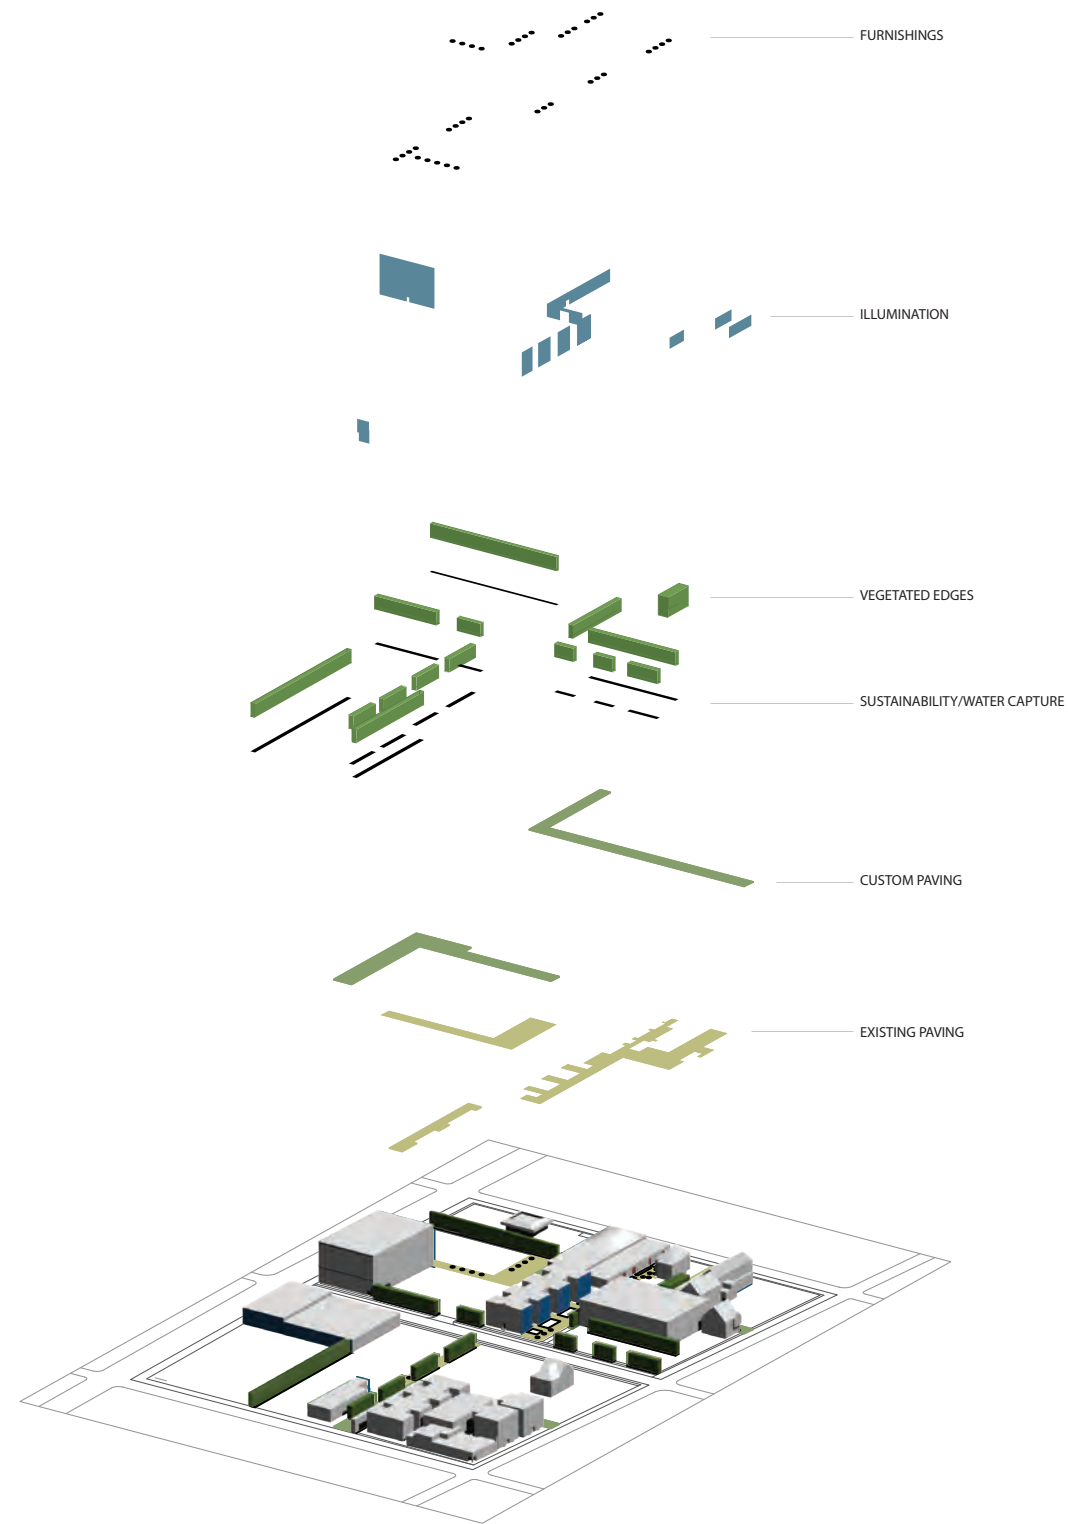 FURNISHINGS
ILLUMINATION
VEGETATED EDGES
SUSTAINABILITY/WATER CAPTURE
CUSTOM PAVING
EXISTING PAVING